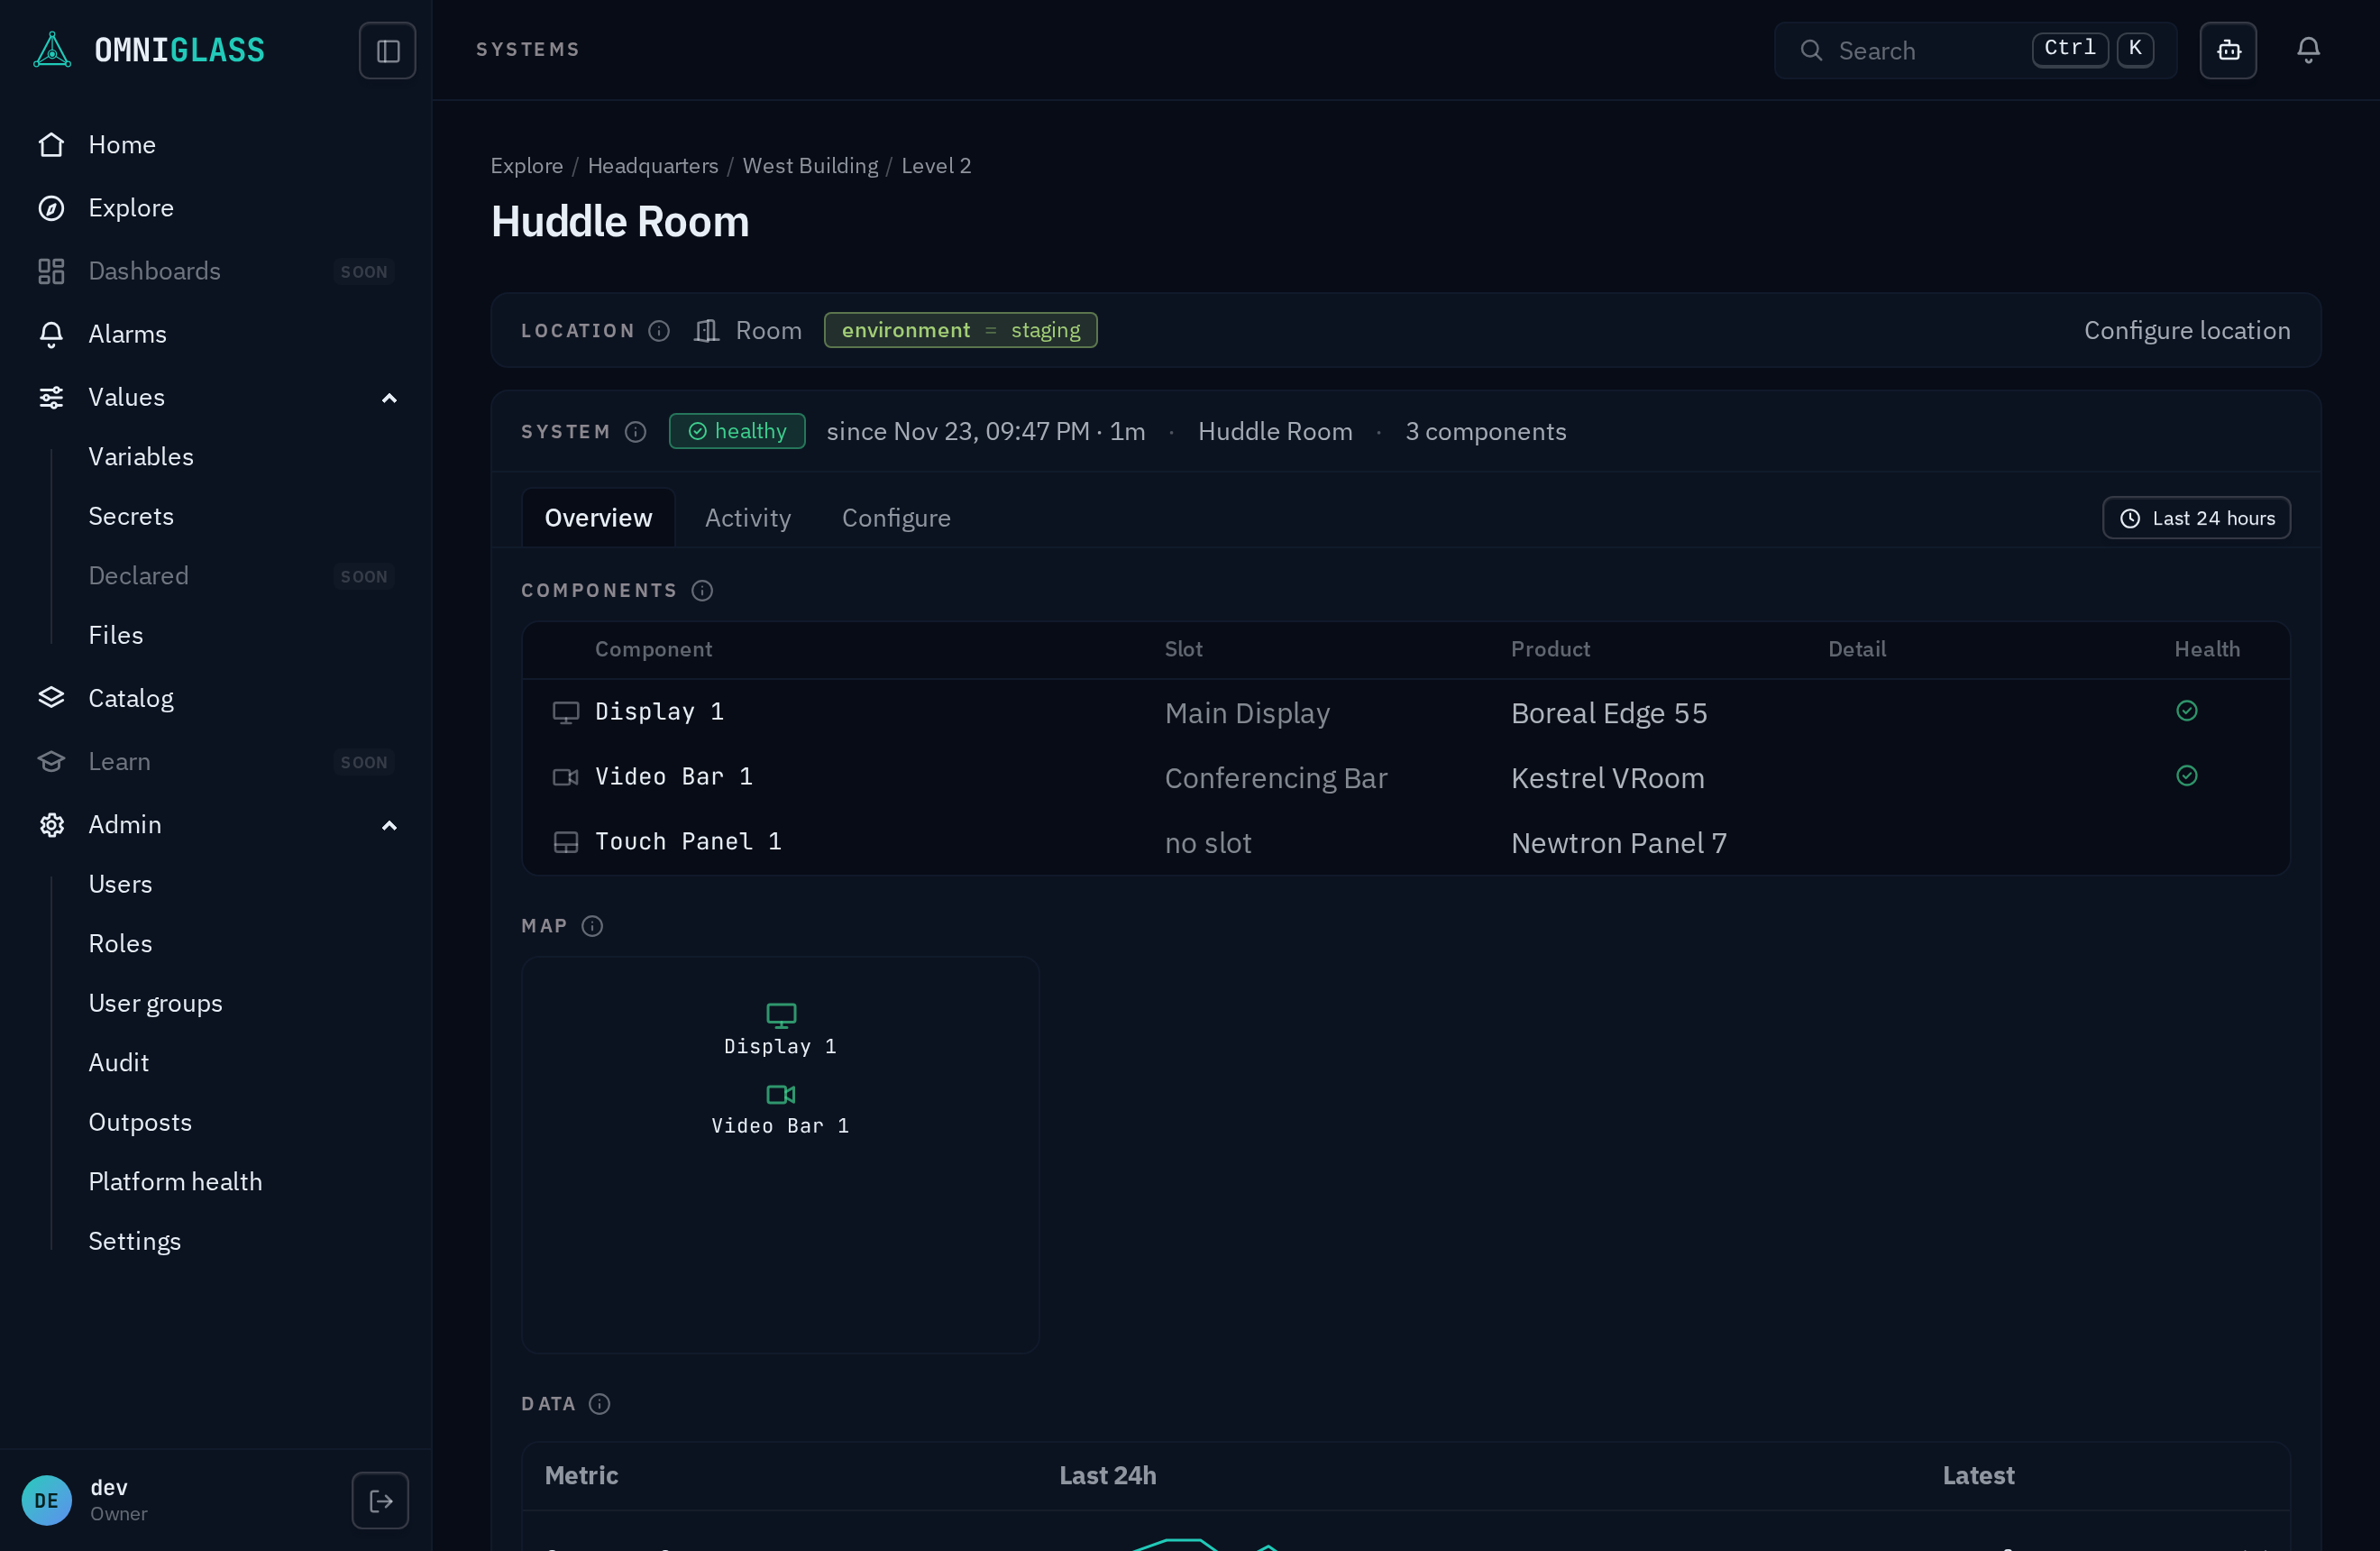 OMNIGLASS
SYSTEMS
Search
Ctrl K
Home
Explore
Dashboards SOON
Alarms
Values
Variables
Secrets
Declared SOON
Files
Catalog
Learn SOON
Admin
Users
Roles
User groups
Audit
Outposts
Platform health
Settings
DE
dev
Owner
Explore / Headquarters / West Building / Level 2
Huddle Room
LOCATION Room environment = staging Configure location
SYSTEM healthy since Nov 23, 09:47 PM · 1m · Huddle Room · 3 components
Overview Activity Configure Last 24 hours
COMPONENTS
Component Slot Product Detail Health
Display 1 Main Display Boreal Edge 55
Video Bar 1 Conferencing Bar Kestrel VRoom
Touch Panel 1 no slot Newtron Panel 7
MAP
Display 1
Video Bar 1
DATA
Metric Last 24h Latest